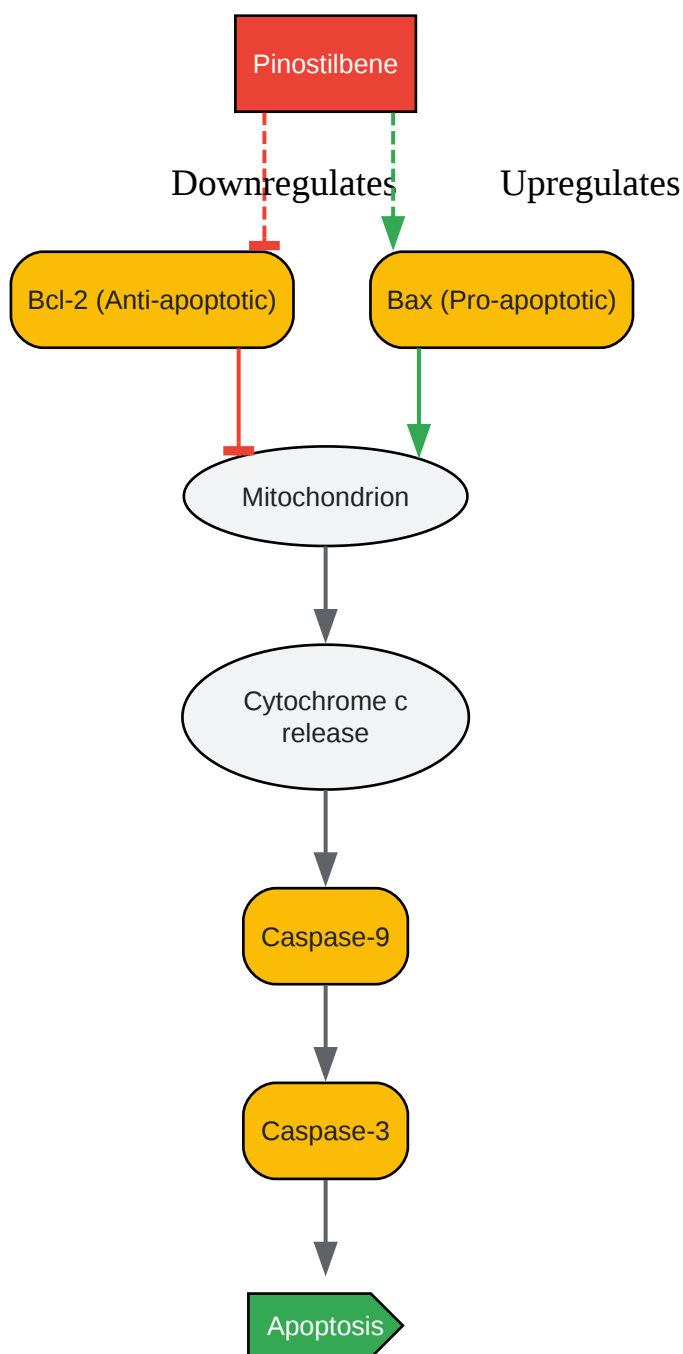 Pinostilbene
Downregulates
Upregulates
Bcl-2 (Anti-apoptotic)
Bax (Pro-apoptotic)
Mitochondrion
Cytochrome c
release
Caspase-9
Caspase-3
Apoptosis